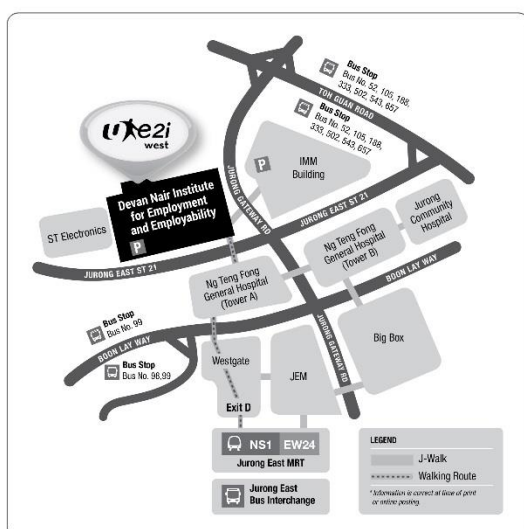 Bus Stop
Bus No. 52, 105, 188,
333, 502, 543, 657
TOH GUAN ROAD
Bus Stop
Bus No. 52, 105, 188,
333, 502, 543, 657
u e2i
west
P
IMM
Building
Devan Nair Institute
for Employment
and Employability
P
JURONG GATEWAY RD
JURONG EAST ST 21
Jurong
Community
Hospital
ST Electronics
Ng Teng Fong
General Hospital
(Tower B)
JURONG EAST ST 21
Ng Teng Fong
General Hospital
(Tower A)
BOON LAY WAY
Bus Stop
Bus No. 99
BOON LAY WAY
JURONG GATEWAY RD
Big Box
Westgate
JEM
Bus Stop
Bus No. 98,99
Exit D
NS1 EW24
Jurong East MRT
Jurong East
Bus Interchange
LEGEND
J-Walk
Walking Route
* Information is correct at time of print
or online posting.